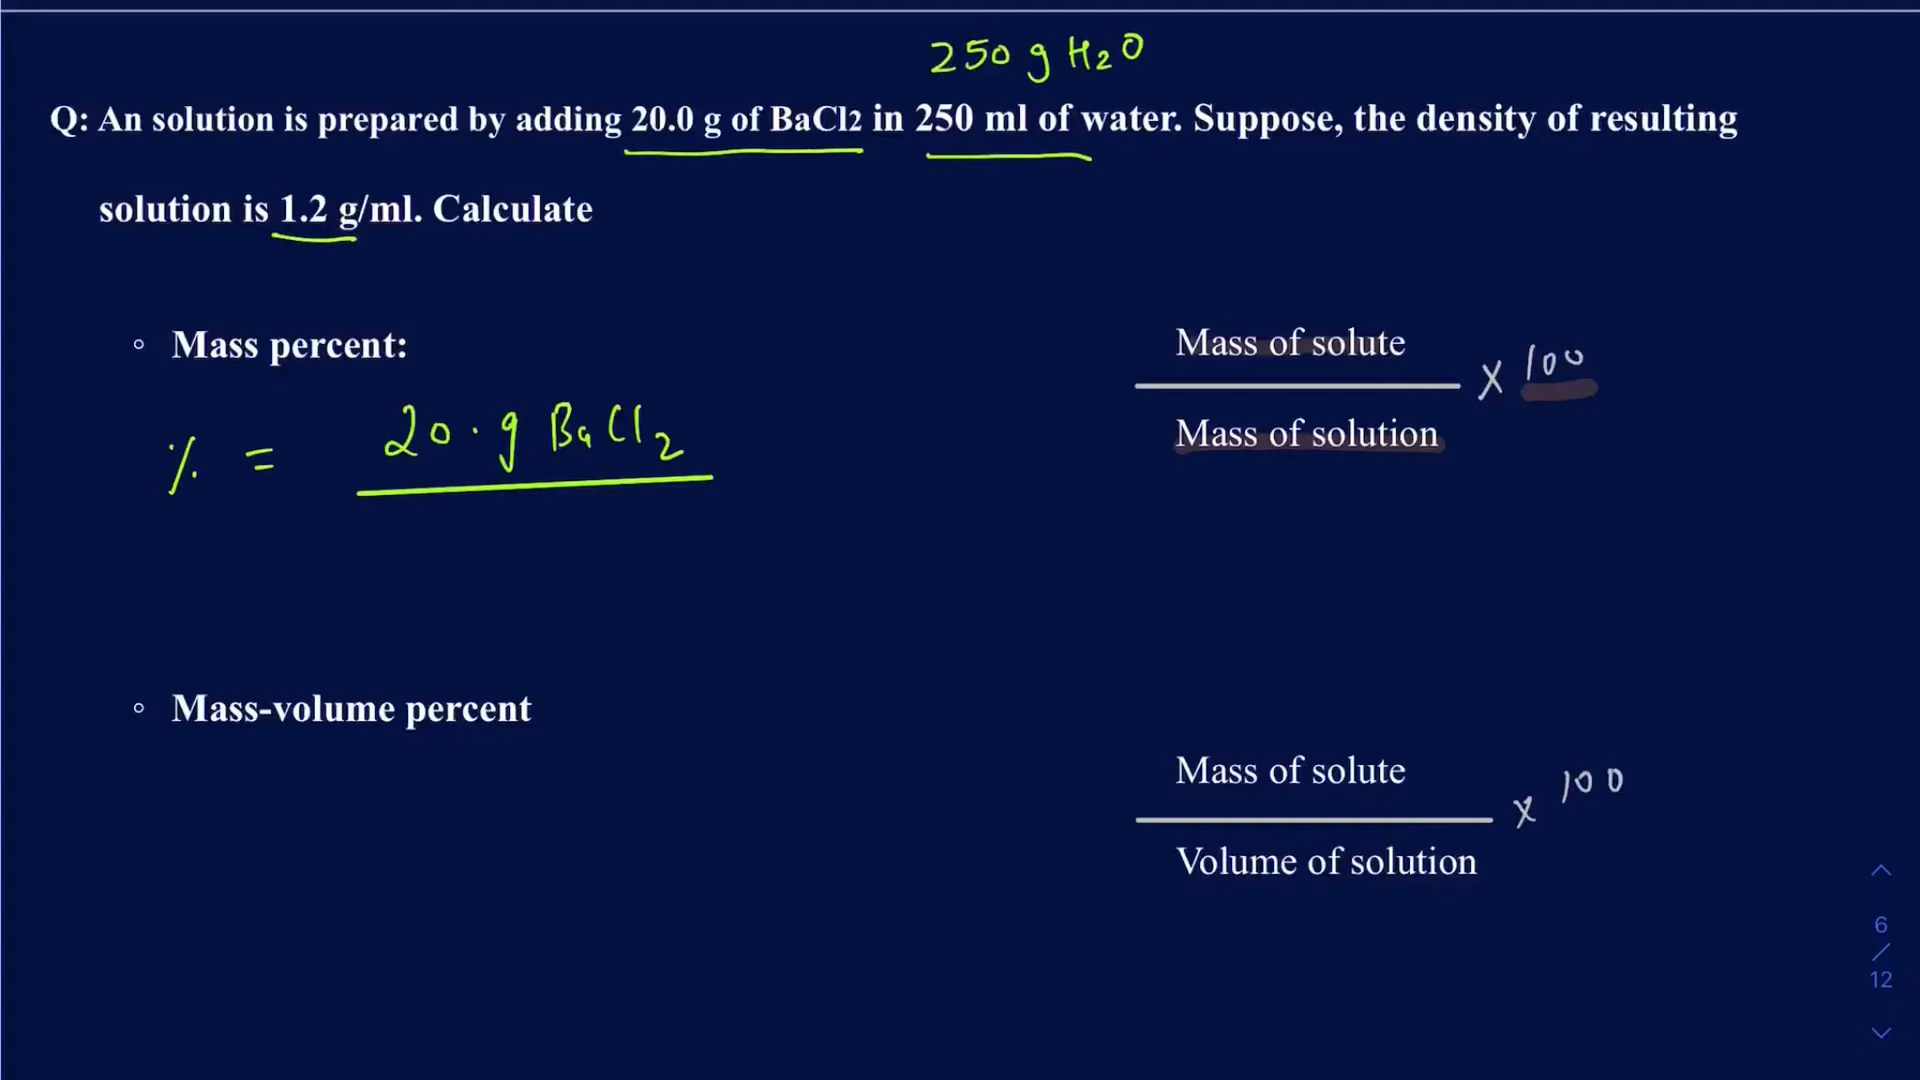 250 g H2O
Q: An solution is prepared by adding 20.0 g of BaCl2 in 250 ml of water. Suppose, the density of resulting
solution is 1.2 g/ml. Calculate
◦ Mass percent:
% = 20.g BaCl2
Mass of solute
x 100
Mass of solution
◦ Mass-volume percent
Mass of solute
x 100
Volume of solution
6
/
12